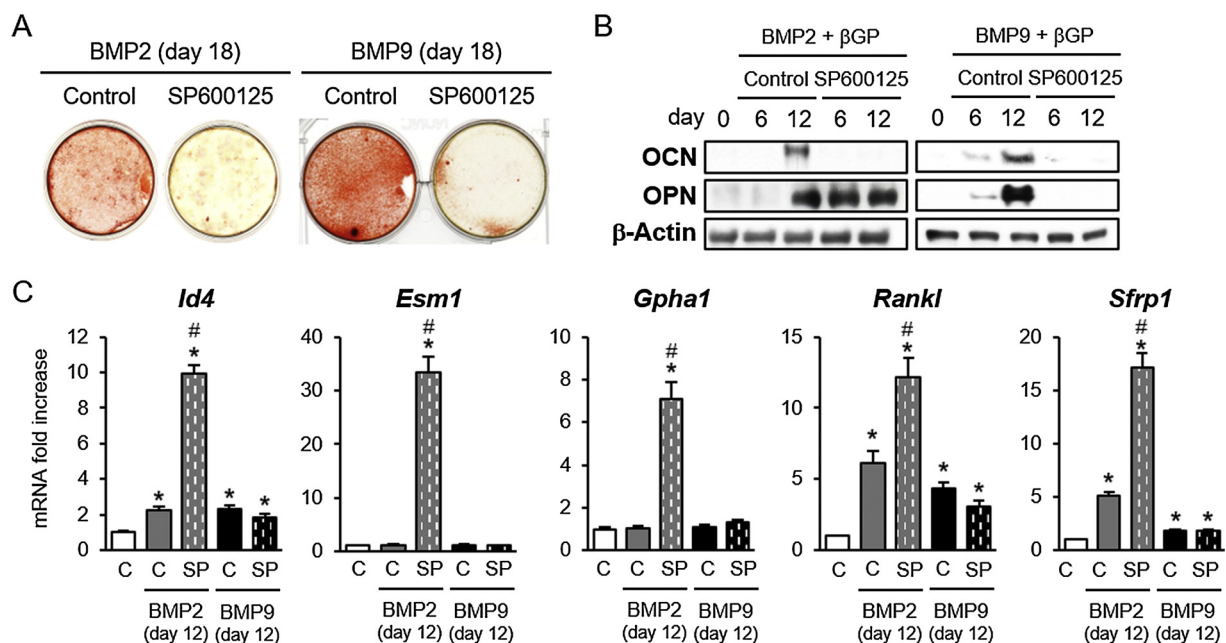 A
BMP2 (day 18)
BMP9 (day 18)
Control
SP600125
Control
SP600125
B
BMP2 + βGP
BMP9 + βGP
Control SP600125
Control SP600125
day 0 6 12 6 12
0 6 12 6 12
OCN
OPN
β-Actin
C
mRNA fold increase
Id4
12
10
8
6
4
2
0
*
#
*
*
*
C C SP C SP
BMP2 BMP9
(day 12) (day 12)
Esm1
40
30
20
10
0
#
*
C C SP C SP
BMP2 BMP9
(day 12) (day 12)
Gpha1
10
8
6
4
2
0
#
*
C C SP C SP
BMP2 BMP9
(day 12) (day 12)
Rankl
15
10
5
0
*
#
*
*
*
C C SP C SP
BMP2 BMP9
(day 12) (day 12)
Sfrp1
20
15
10
5
0
*
#
*
*
*
C C SP C SP
BMP2 BMP9
(day 12) (day 12)